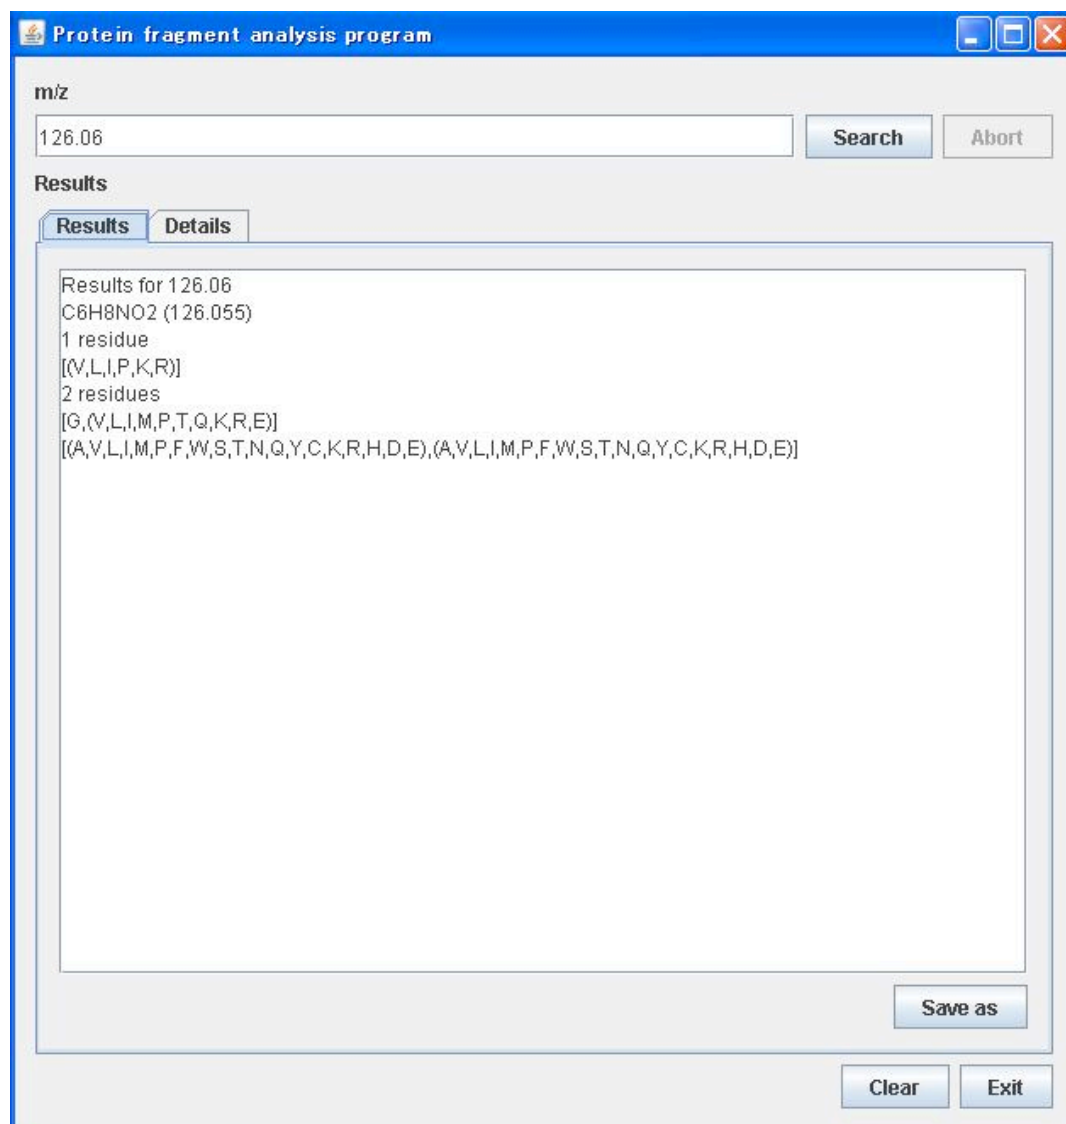 Protein fragment analysis program
m/z
126.06
Search
Abort
Results
Results
Details
Results for 126.06
C6H8NO2 (126.055)
1 residue
[(V,L,I,P,K,R)]
2 residues
[G,(V,L,I,M,P,T,Q,K,R,E)]
[(A,V,L,I,M,P,F,W,S,T,N,Q,Y,C,K,R,H,D,E),(A,V,L,I,M,P,F,W,S,T,N,Q,Y,C,K,R,H,D,E)]
Save as
Clear
Exit